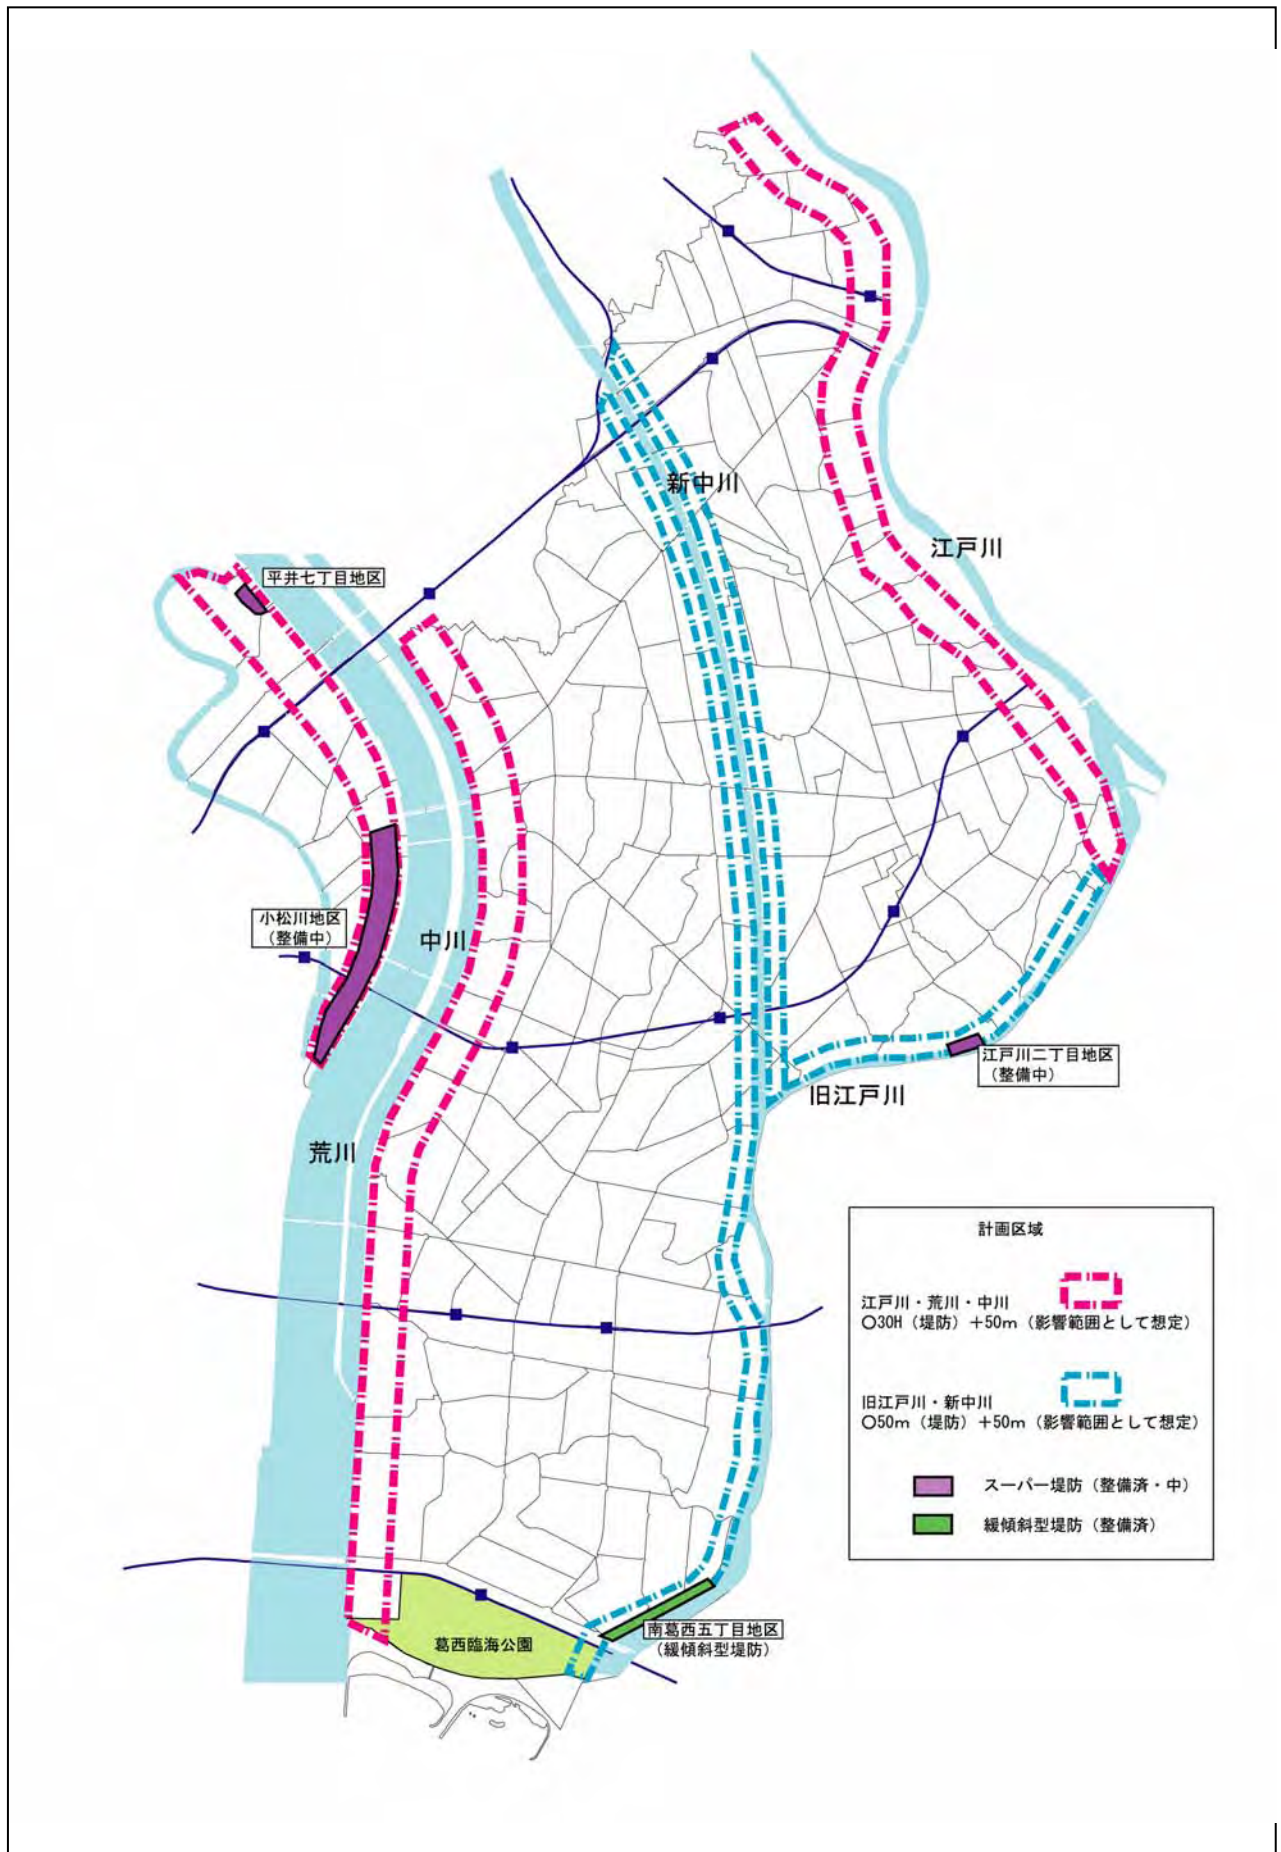 新中川
江戸川
平井七丁目地区
小松川地区
（整備中）
中川
江戸川二丁目地区
（整備中）
旧江戸川
荒川
計画区域
江戸川・荒川・中川
○30H（堤防）＋50m（影響範囲として想定）
旧江戸川・新中川
○50m（堤防）＋50m（影響範囲として想定）
スーパー堤防（整備済・中）
緩傾斜型堤防（整備済）
南葛西五丁目地区
（緩傾斜型堤防）
葛西臨海公園